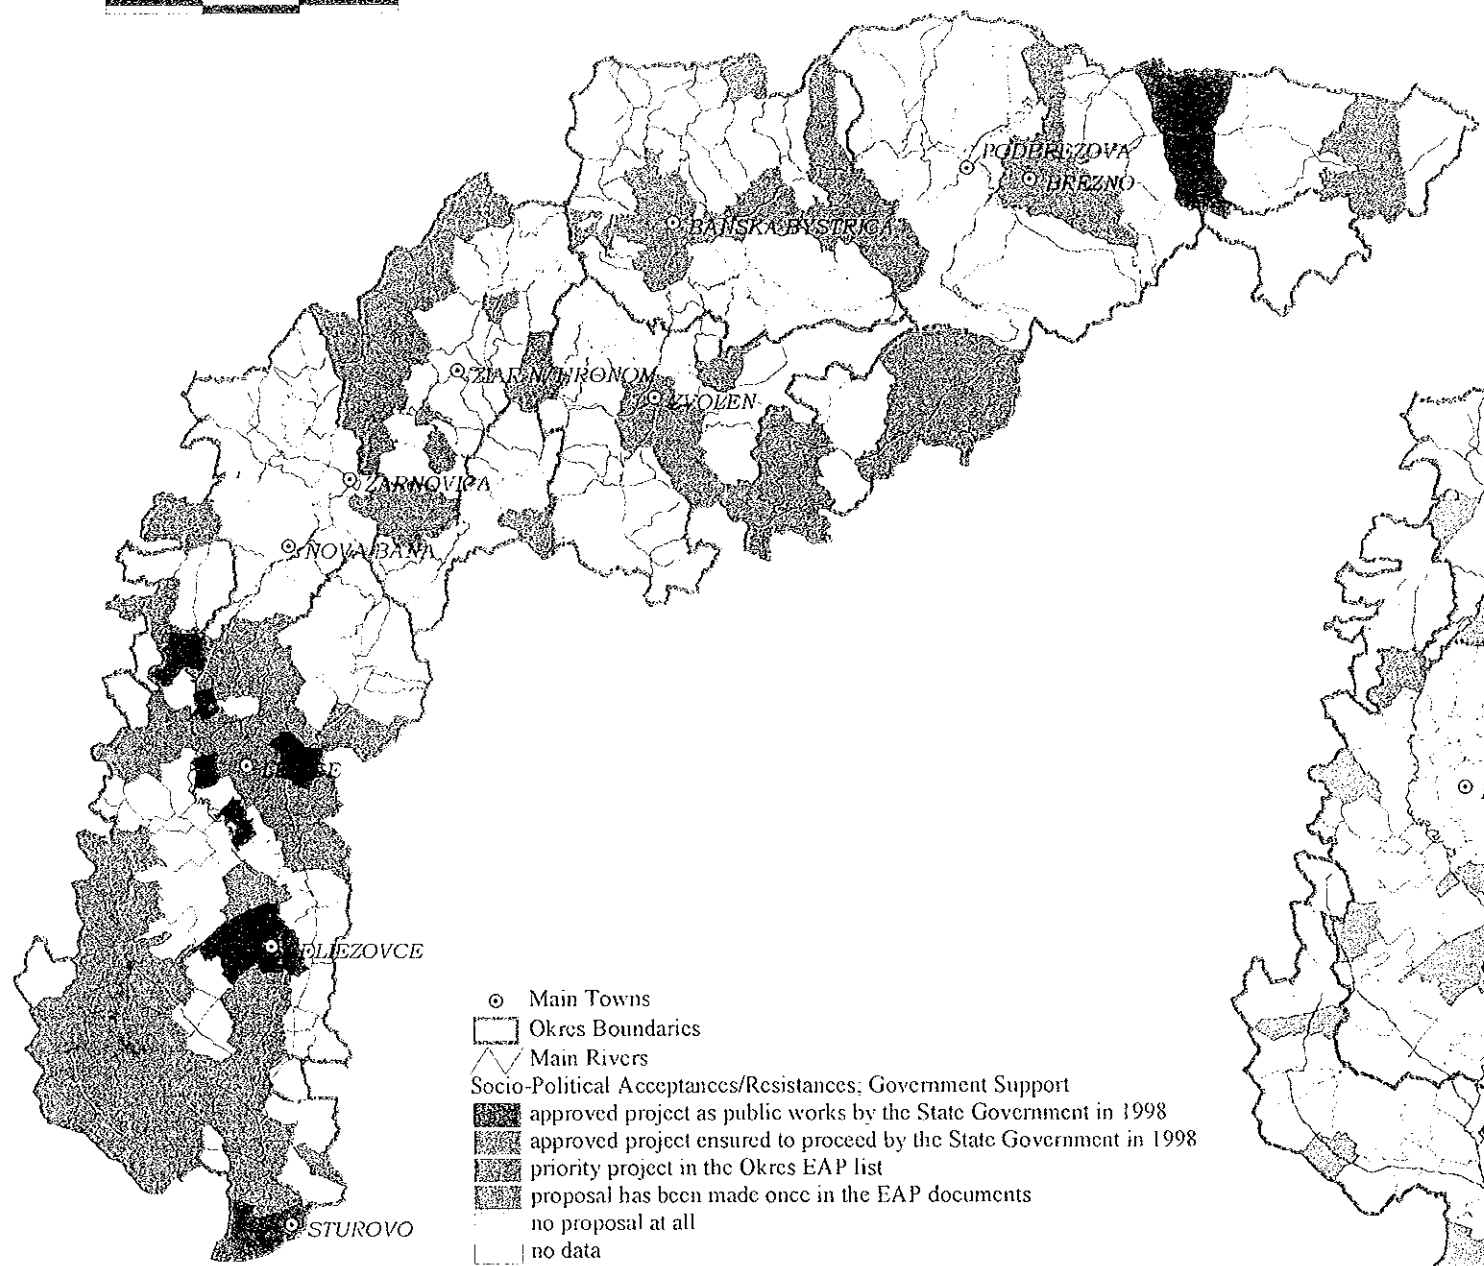 PODBREZOVA
BREZNO
BANSKA BYSTRICA
ZIAR N/HRONOM
ZVOLEN
ZARNOVICA
NOVA BANA
STUROVO
Main Towns
Okres Boundaries
Main Rivers
Socio-Political Acceptances/Resistances: Government Support
approved project as public works by the State Government in 1998
approved project ensured to proceed by the State Government in 1998
priority project in the Okres EAP list
proposal has been made once in the EAP documents
no proposal at all
no data